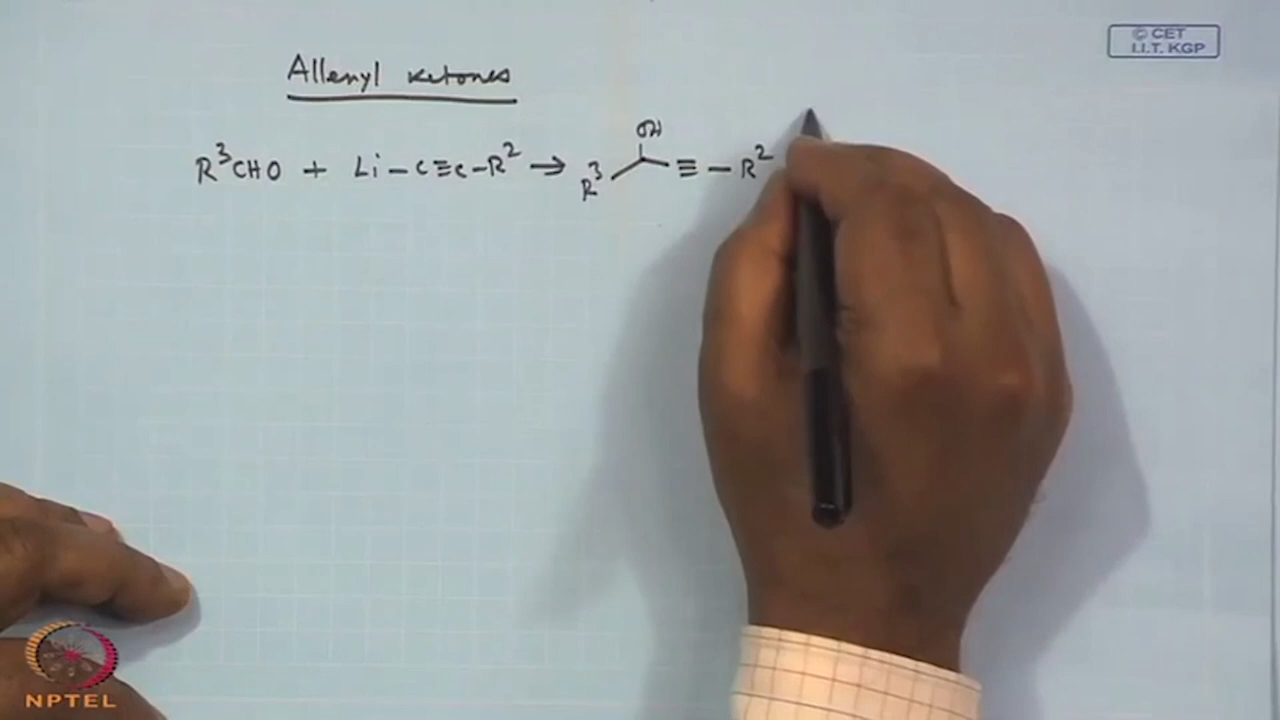 © CET
I.I.T. KGP
Allenyl ketones
OH
R³CHO + Li–C≡C–R² → R³ ≡ – R²
NPTEL